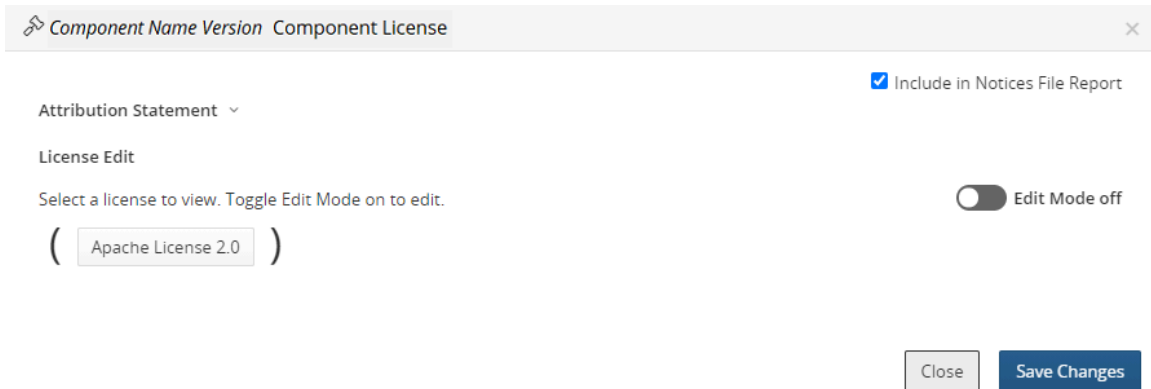 Component Name Version Component License
Include in Notices File Report
Attribution Statement
License Edit
Select a license to view. Toggle Edit Mode on to edit.
Edit Mode off
( Apache License 2.0 )
Close
Save Changes